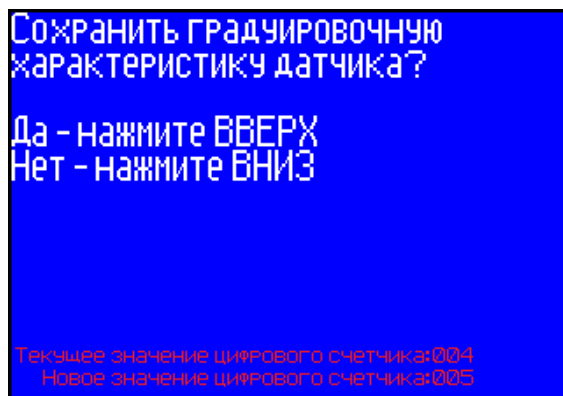 Сохранить градуировочную
характеристику датчика?
Да - нажмите ВВЕРХ
Нет - нажмите ВНИЗ
Текущее значение цифрового счетчика:004
Новое значение цифрового счетчика:005